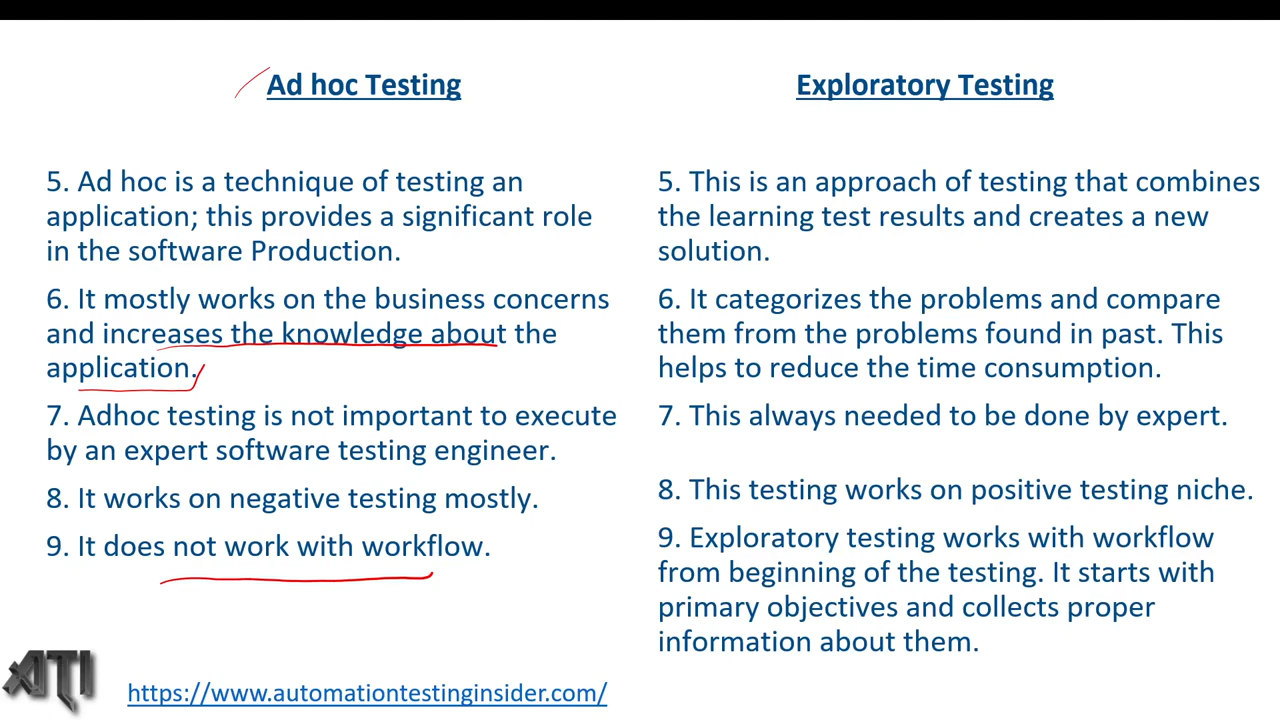 Ad hoc Testing
5. Ad hoc is a technique of testing an
application; this provides a significant role
in the software Production.
6. It mostly works on the business concerns
and increases the knowledge about the
application.
7. Adhoc testing is not important to execute
by an expert software testing engineer.
8. It works on negative testing mostly.
9. It does not work with workflow.
Exploratory Testing
5. This is an approach of testing that combines
the learning test results and creates a new
solution.
6. It categorizes the problems and compare
them from the problems found in past. This
helps to reduce the time consumption.
7. This always needed to be done by expert.
8. This testing works on positive testing niche.
9. Exploratory testing works with workflow
from beginning of the testing. It starts with
primary objectives and collects proper
information about them.
ATI
https://www.automationtestinginsider.com/